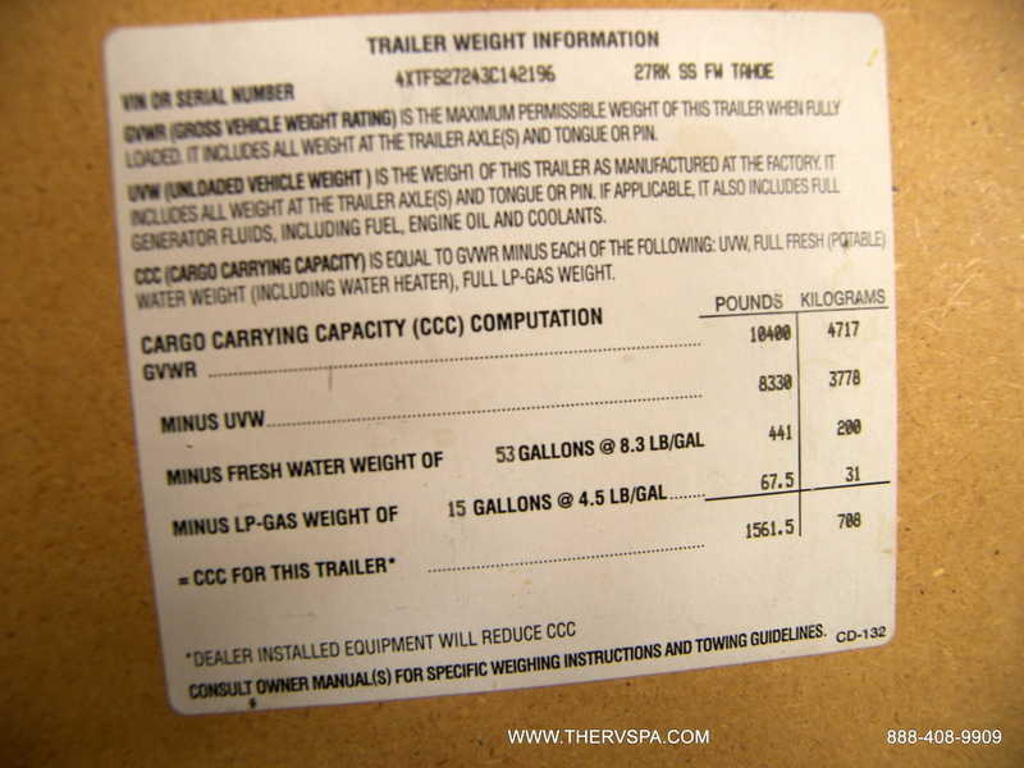 TRAILER WEIGHT INFORMATION
VIN OR SERIAL NUMBER 4XTFS27243C142196 27RK SS FW TAHOE
GVWR (GROSS VEHICLE WEIGHT RATING) IS THE MAXIMUM PERMISSIBLE WEIGHT OF THIS TRAILER WHEN FULLY
LOADED. IT INCLUDES ALL WEIGHT AT THE TRAILER AXLE(S) AND TONGUE OR PIN.
UVW (UNLOADED VEHICLE WEIGHT ) IS THE WEIGHT OF THIS TRAILER AS MANUFACTURED AT THE FACTORY. IT
INCLUDES ALL WEIGHT AT THE TRAILER AXLE(S) AND TONGUE OR PIN. IF APPLICABLE, IT ALSO INCLUDES FULL
GENERATOR FLUIDS, INCLUDING FUEL, ENGINE OIL AND COOLANTS.
CCC (CARGO CARRYING CAPACITY) IS EQUAL TO GVWR MINUS EACH OF THE FOLLOWING: UVW, FULL FRESH (POTABLE)
WATER WEIGHT (INCLUDING WATER HEATER), FULL LP-GAS WEIGHT.
CARGO CARRYING CAPACITY (CCC) COMPUTATION POUNDS KILOGRAMS
GVWR 10400 4717
MINUS UVW 8330 3778
MINUS FRESH WATER WEIGHT OF 53 GALLONS @ 8.3 LB/GAL 441 200
MINUS LP-GAS WEIGHT OF 15 GALLONS @ 4.5 LB/GAL 67.5 31
= CCC FOR THIS TRAILER* 1561.5 708
*DEALER INSTALLED EQUIPMENT WILL REDUCE CCC
CONSULT OWNER MANUAL(S) FOR SPECIFIC WEIGHING INSTRUCTIONS AND TOWING GUIDELINES. CD-132
WWW.THERVSPA.COM 888-408-9909